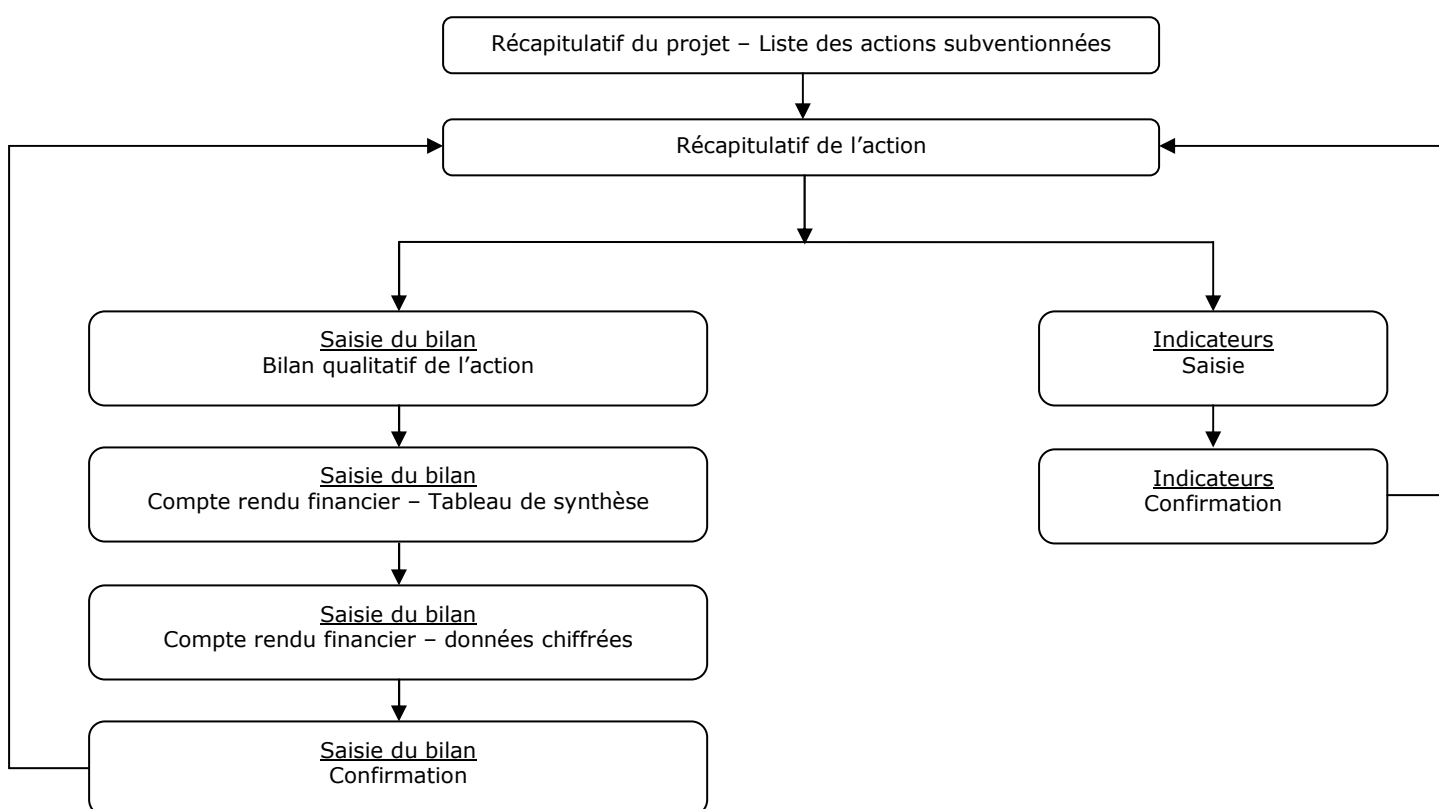 Récapitulatif du projet – Liste des actions subventionnées
Récapitulatif de l’action
Saisie du bilan
Bilan qualitatif de l’action
Saisie du bilan
Compte rendu financier – Tableau de synthèse
Saisie du bilan
Compte rendu financier – données chiffrées
Saisie du bilan
Confirmation
Indicateurs
Saisie
Indicateurs
Confirmation